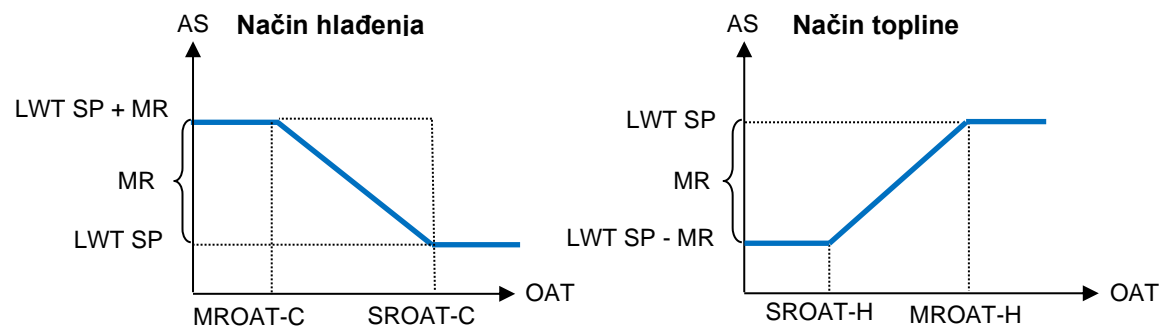 AS Način hlađenja
LWT SP + MR
MR
LWT SP
OAT
MROAT-C SROAT-C
AS Način topline
LWT SP
MR
LWT SP - MR
OAT
SROAT-H MROAT-H